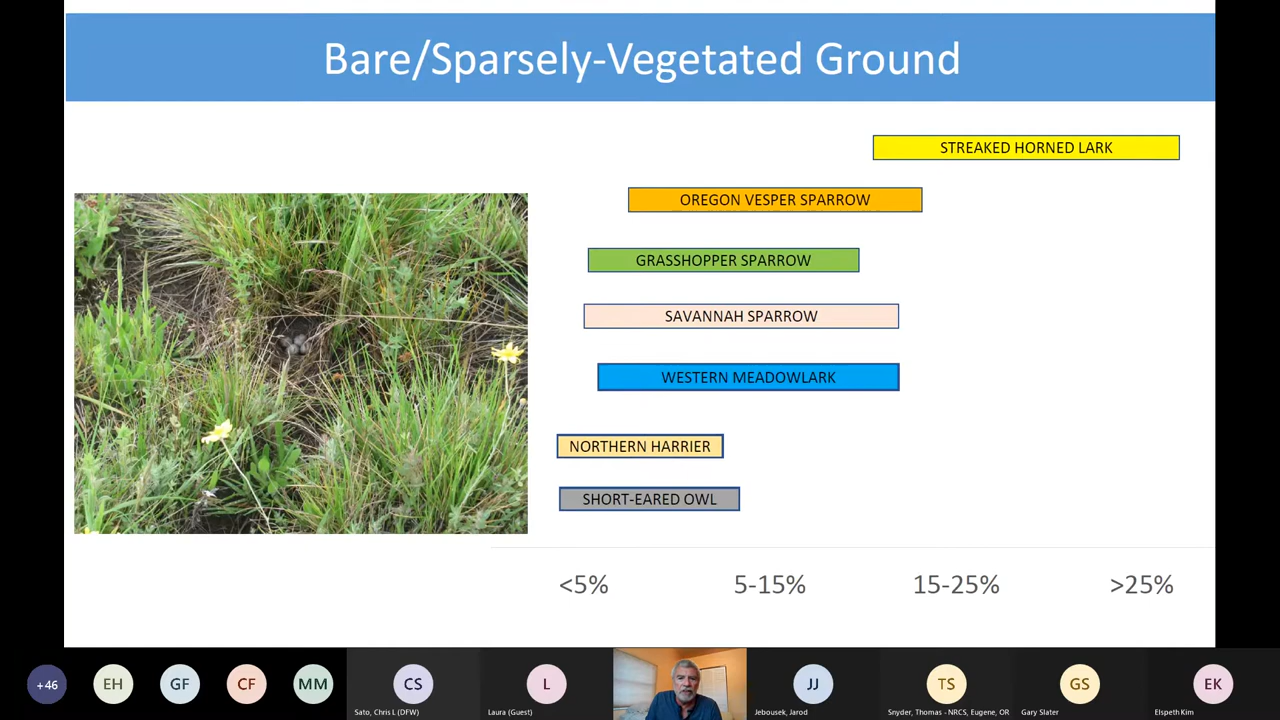 Bare/Sparsely-Vegetated Ground
STREAKED HORNED LARK
OREGON VESPER SPARROW
GRASSHOPPER SPARROW
SAVANNAH SPARROW
WESTERN MEADOWLARK
NORTHERN HARRIER
SHORT-EARED OWL
<5% 5-15% 15-25% >25%
+46 EH GF CF MM CS L JJ TS GS EK
Sato, Chris L (DFW) Laura (Guest) Jebousek, Jarod Snyder, Thomas - NRCS, Eugene, OR Gary Slater Elspeth Kim